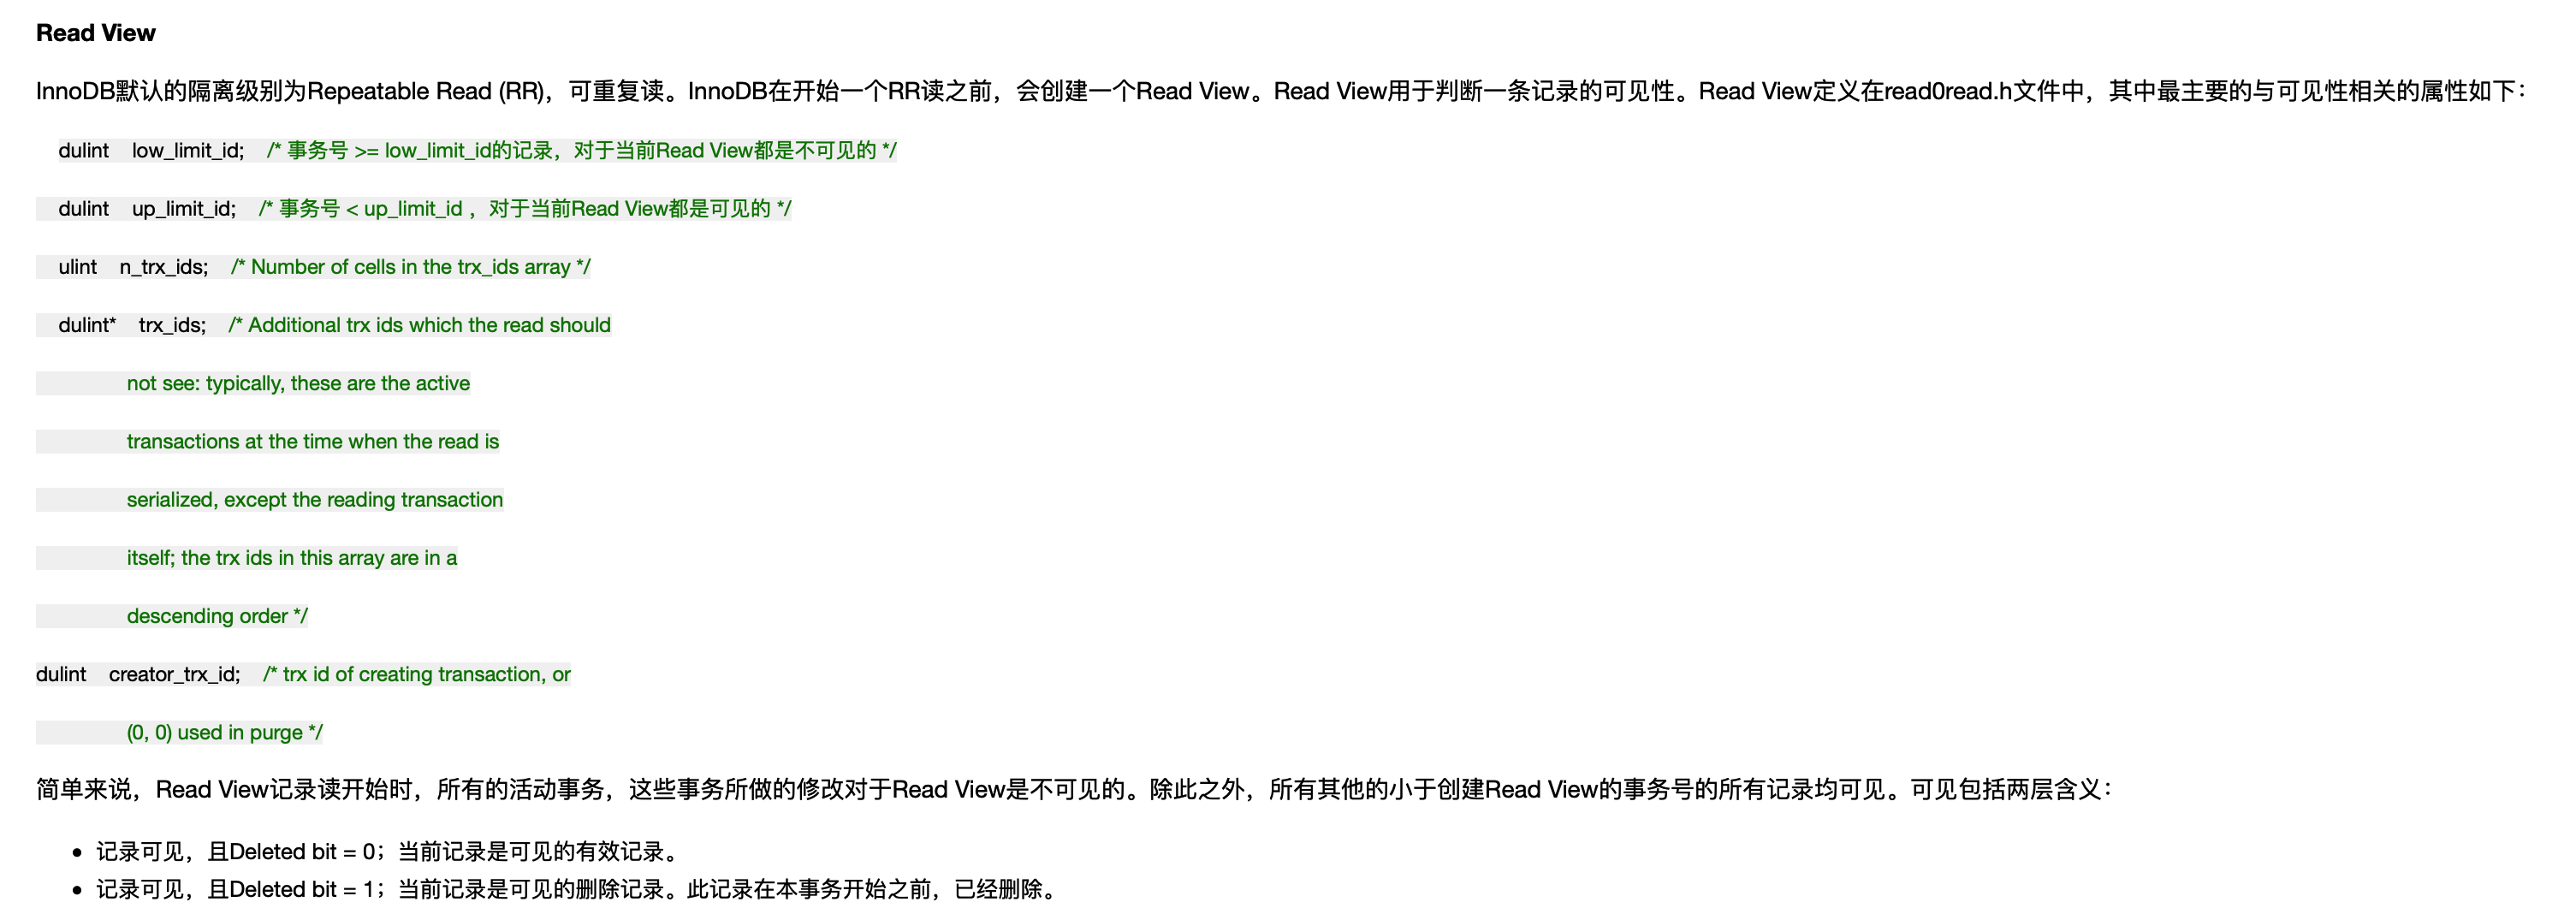 Read View
InnoDB默认的隔离级别为Repeatable Read (RR)，可重复读。InnoDB在开始一个RR读之前，会创建一个Read View。Read View用于判断一条记录的可见性。Read View定义在read0read.h文件中，其中最主要的与可见性相关的属性如下：
dulint    low_limit_id;    /* 事务号 >= low_limit_id的记录，对于当前Read View都是不可见的 */
dulint    up_limit_id;    /* 事务号 < up_limit_id ，对于当前Read View都是可见的 */
ulint    n_trx_ids;    /* Number of cells in the trx_ids array */
dulint*    trx_ids;    /* Additional trx ids which the read should
not see: typically, these are the active
transactions at the time when the read is
serialized, except the reading transaction
itself; the trx ids in this array are in a
descending order */
dulint    creator_trx_id;    /* trx id of creating transaction, or
(0, 0) used in purge */
简单来说，Read View记录读开始时，所有的活动事务，这些事务所做的修改对于Read View是不可见的。除此之外，所有其他的小于创建Read View的事务号的所有记录均可见。可见包括两层含义：
• 记录可见，且Deleted bit = 0；当前记录是可见的有效记录。
• 记录可见，且Deleted bit = 1；当前记录是可见的删除记录。此记录在本事务开始之前，已经删除。